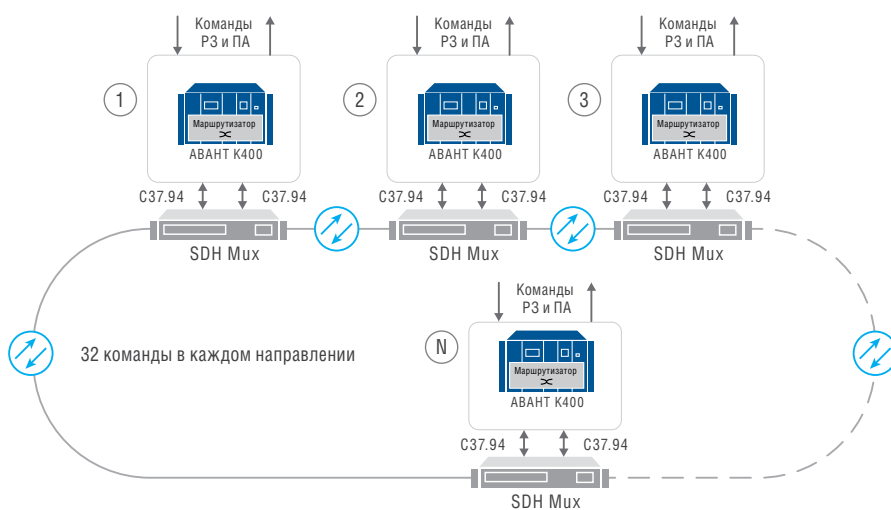 Команды
РЗ и ПА
Команды
РЗ и ПА
Команды
РЗ и ПА
1
Маршрутизатор
АВАНТ К400
2
Маршрутизатор
АВАНТ К400
3
Маршрутизатор
АВАНТ К400
C37.94
C37.94
C37.94
C37.94
C37.94
C37.94
SDH Mux
SDH Mux
SDH Mux
Команды
РЗ и ПА
32 команды в каждом направлении
N
Маршрутизатор
АВАНТ К400
C37.94
C37.94
SDH Mux